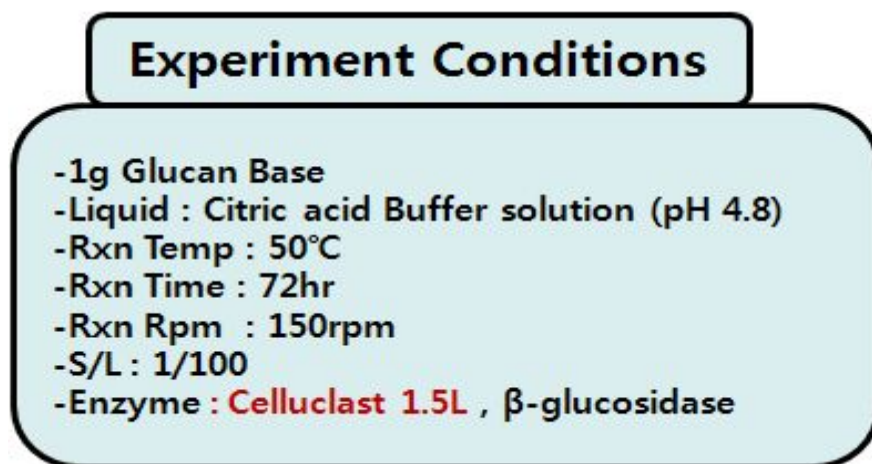 Experiment Conditions
-1g Glucan Base
-Liquid : Citric acid Buffer solution (pH 4.8)
-Rxn Temp : 50℃
-Rxn Time : 72hr
-Rxn Rpm : 150rpm
-S/L : 1/100
-Enzyme : Celluclast 1.5L , β-glucosidase